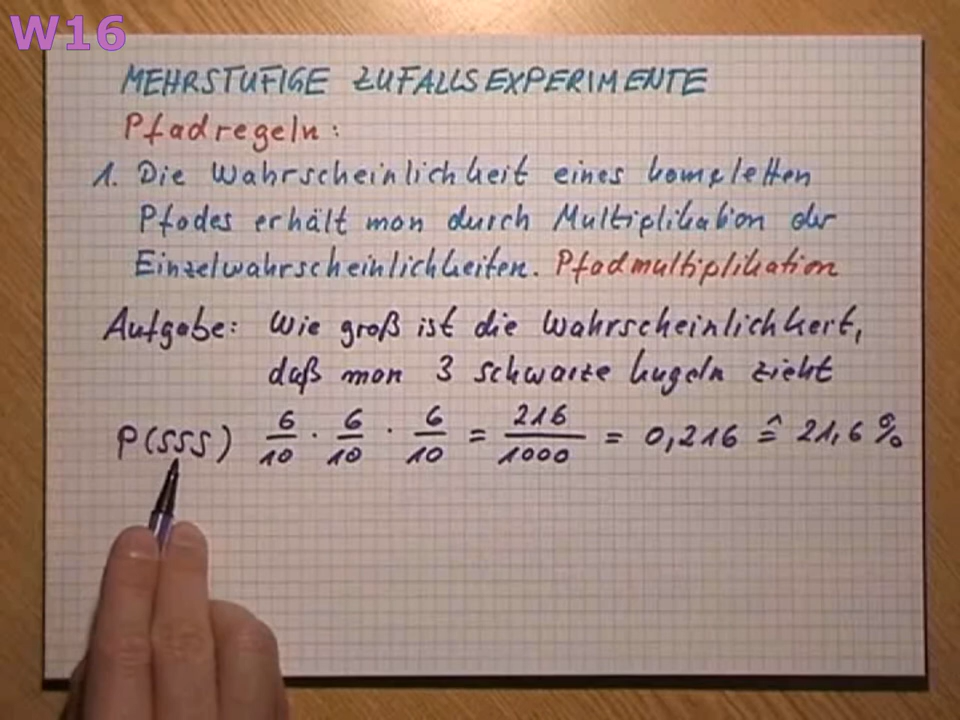 W16
MEHRSTUFIGE ZUFALLSEXPERIMENTE
Pfadregeln:
1. Die Wahrscheinlichkeit eines kompletten
Pfades erhält man durch Multiplikation der
Einzelwahrscheinlichkeiten. Pfadmultiplikation
Aufgabe: Wie groß ist die Wahrscheinlichkeit,
daß man 3 schwarze Kugeln zieht
P(SSS) 6/10 · 6/10 · 6/10 = 216/1000 = 0,216 ≙ 21,6%